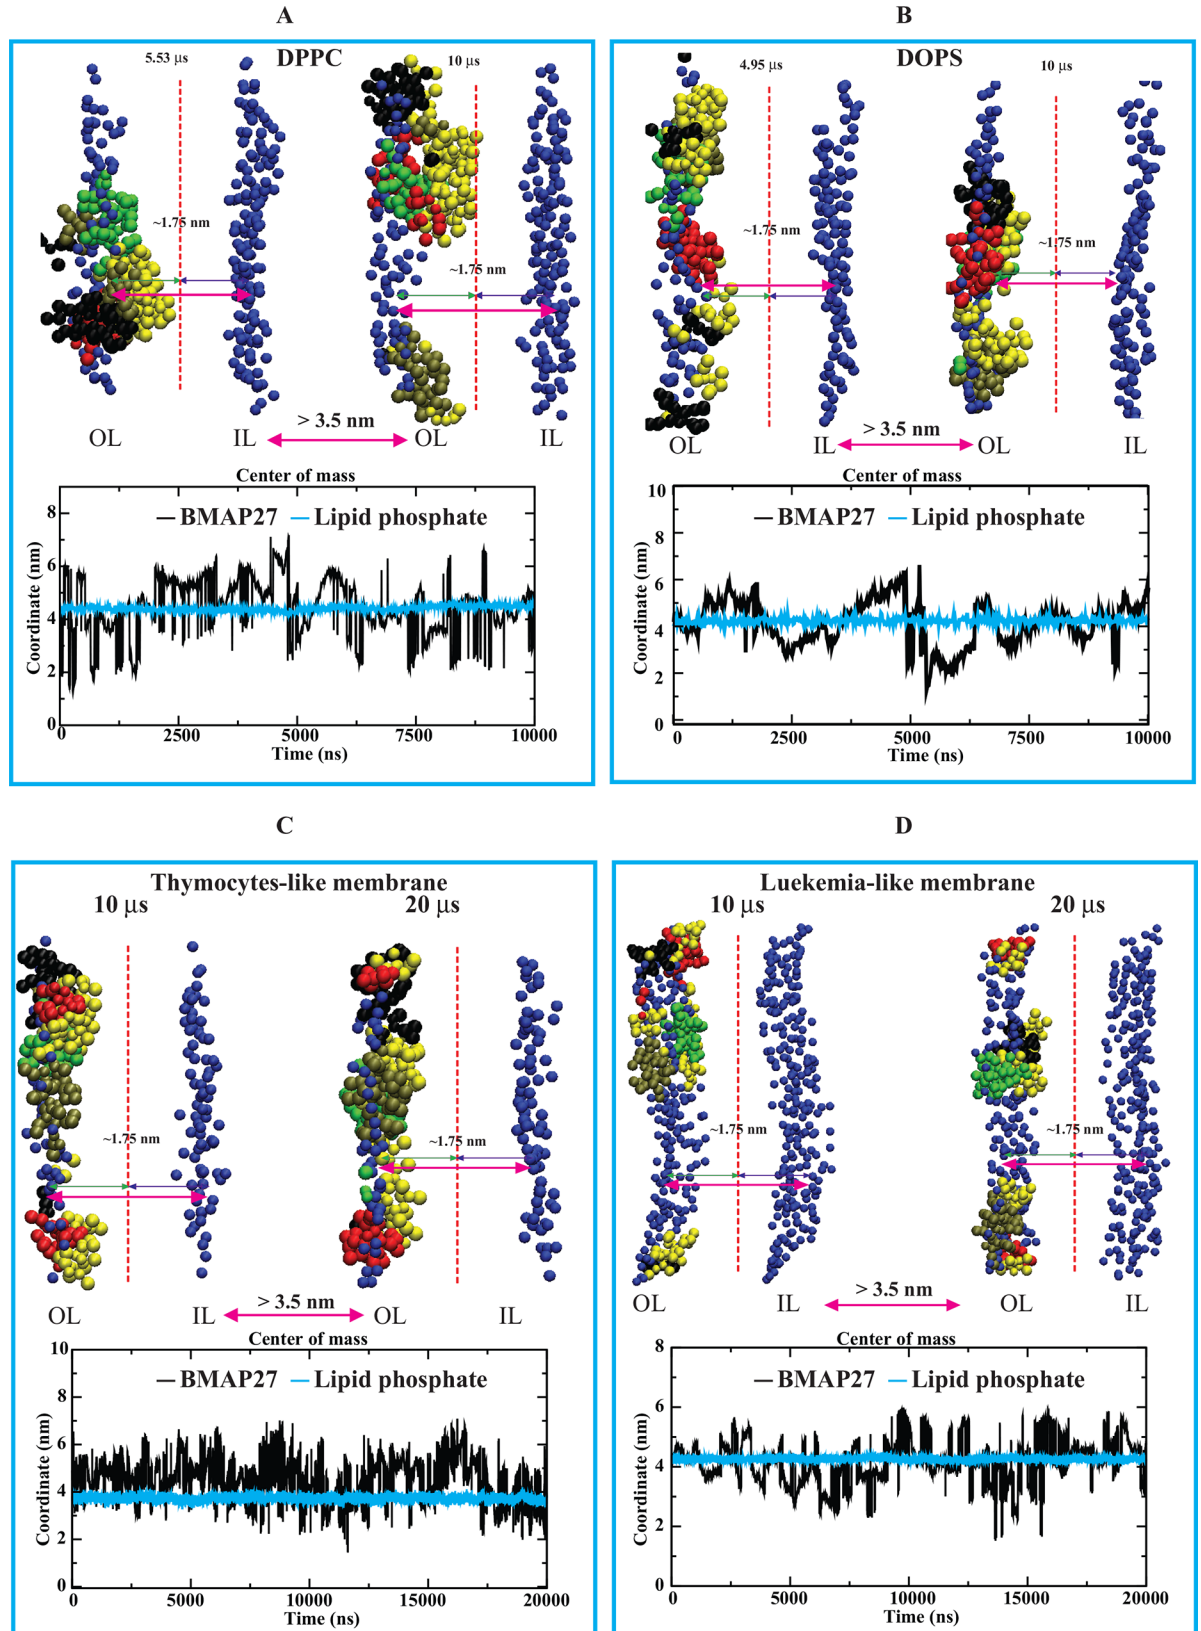 A
DPPC
5.53 μs
10 μs
~1.75 nm
~1.75 nm
> 3.5 nm
OL
IL
OL
IL
Center of mass
BMAP27
Lipid phosphate
Coordinate (nm)
8
6
4
2
0
0
2500
5000
7500
10000
Time (ns)
B
DOPS
4.95 μs
10 μs
~1.75 nm
~1.75 nm
> 3.5 nm
OL
IL
OL
IL
Center of mass
BMAP27
Lipid phosphate
Coordinate (nm)
10
8
6
4
2
0
0
2500
5000
7500
10000
Time (ns)
C
Thymocytes-like membrane
10 μs
20 μs
~1.75 nm
~1.75 nm
> 3.5 nm
OL
IL
OL
IL
Center of mass
BMAP27
Lipid phosphate
Coordinate (nm)
10
8
6
4
2
0
0
5000
10000
15000
20000
Time (ns)
D
Luekemia-like membrane
10 μs
20 μs
~1.75 nm
~1.75 nm
> 3.5 nm
OL
IL
OL
IL
Center of mass
BMAP27
Lipid phosphate
Coordinate (nm)
8
6
4
2
0
0
5000
10000
15000
20000
Time (ns)